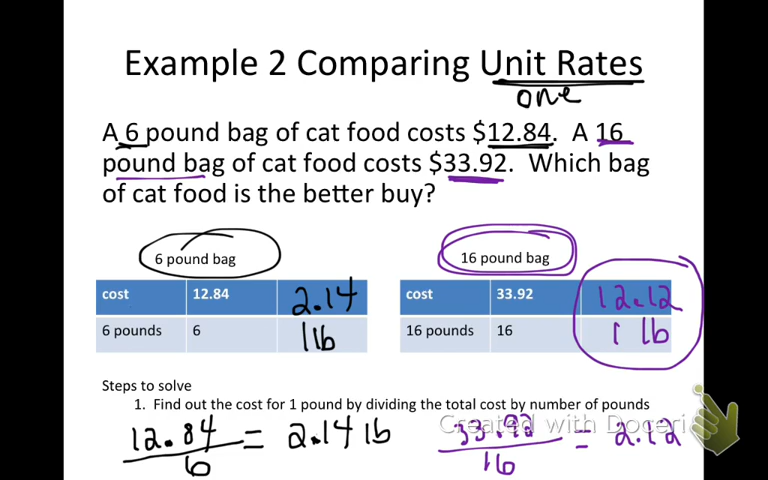 Example 2 Comparing Unit Rates
one
A 6 pound bag of cat food costs $12.84. A 16
pound bag of cat food costs $33.92. Which bag
of cat food is the better buy?
6 pound bag
16 pound bag
cost 12.84 2.14
6 pounds 6 1 lb
cost 33.92 12.12
16 pounds 16 1 lb
Steps to solve
1. Find out the cost for 1 pound by dividing the total cost by number of pounds
Created with Doceri
12.84 = 2.14 lb
6
33.92 = 2.12
16